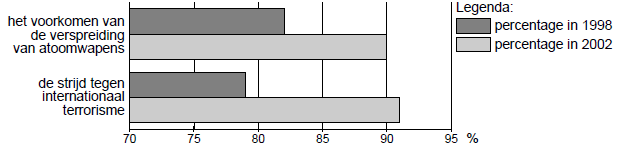 het voorkomen van
de verspreiding
van atoomwapens
de strijd tegen
internationaal
terrorisme
70 75 80 85 90 95 %
Legenda:
percentage in 1998
percentage in 2002